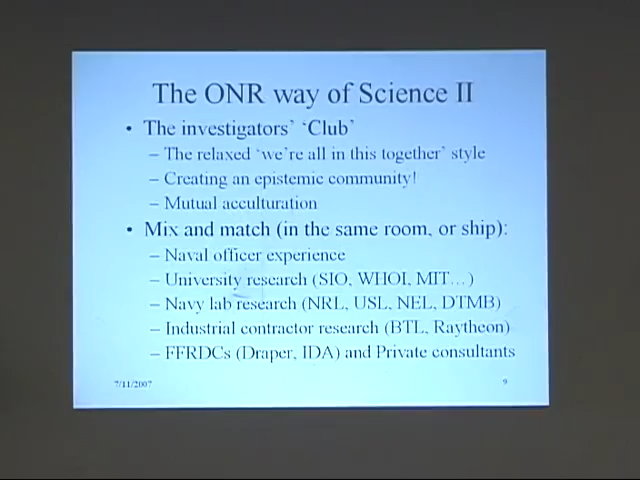 The ONR way of Science II
• The investigators' 'Club'
– The relaxed 'we're all in this together' style
– Creating an epistemic community!
– Mutual acculturation
• Mix and match (in the same room, or ship):
– Naval officer experience
– University research (SIO, WHOI, MIT…)
– Navy lab research (NRL, USL, NEL, DTMB)
– Industrial contractor research (BTL, Raytheon)
– FFRDCs (Draper, IDA) and Private consultants
7/11/2007 9